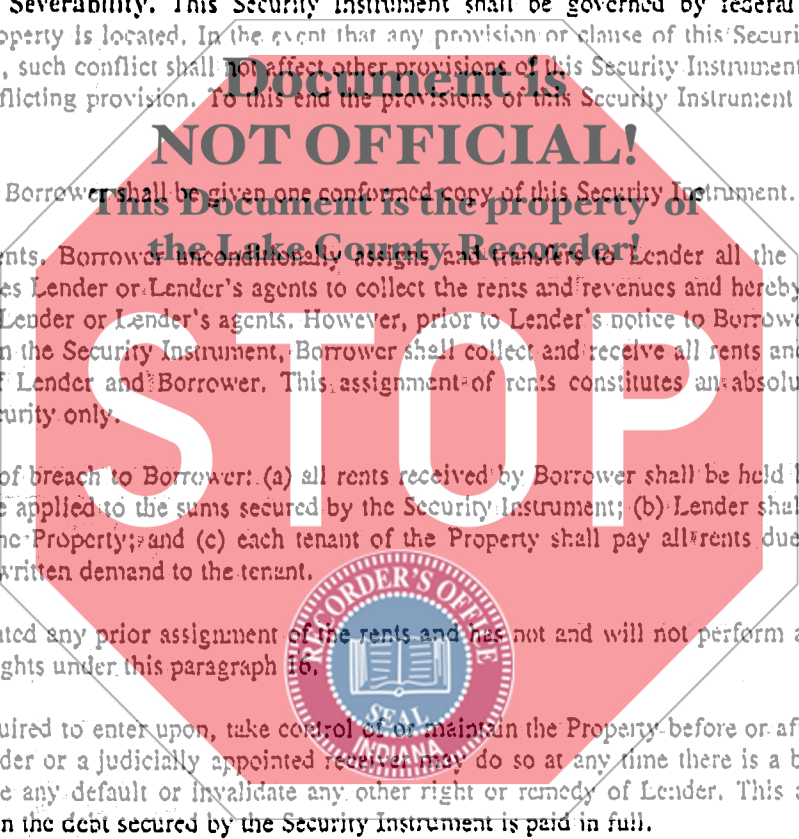 Severability. This Security Instrument shall be governed by federal
operty is located. In the event that any provision or clause of this Securi
, such conflict shall not affect other provisions of this Security Instrument
flicting provision. To this end the provisions of this Security Instrument
Document is
NOT OFFICIAL!
This Document is the property of
the Lake County Recorder!
Borrower shall be given one conformed copy of this Security Instrument.
nts. Borrower unconditionally assigns and transfers to Lender all the
es Lender or Lender's agents to collect the rents and revenues and hereby
Lender or Lender's agents. However, prior to Lender's notice to Borrowe
n the Security Instrument, Borrower shall collect and receive all rents and
f Lender and Borrower. This assignment of rents constitutes an absolu
curity only.
STOP
of breach to Borrower: (a) all rents received by Borrower shall be held
e applied to the sums secured by the Security Instrument; (b) Lender shal
he Property; and (c) each tenant of the Property shall pay all rents due
written demand to the tenant.
uted any prior assignment of the rents and has not and will not perform a
ghts under this paragraph 16.
RECORDER'S OFFICE
SEAL
INDIANA
uired to enter upon, take control of or maintain the Property before or af
der or a judicially appointed receiver may do so at any time there is a b
e any default or invalidate any other right or remedy of Lender. This a
n the debt secured by the Security Instrument is paid in full.